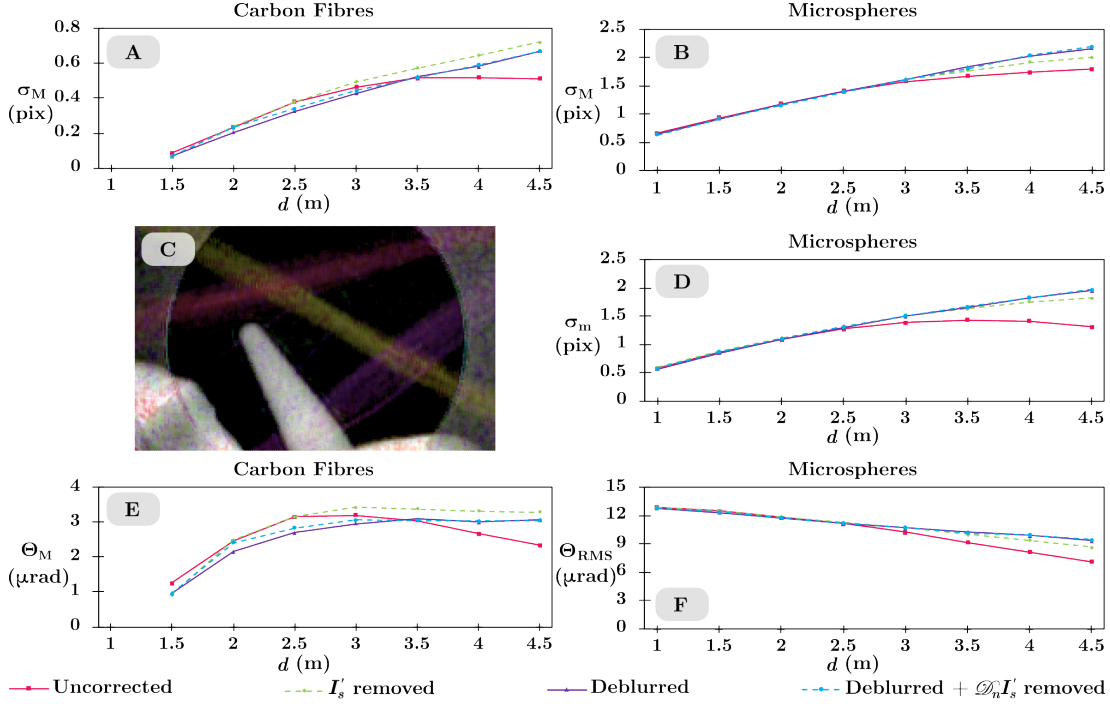 Carbon Fibres
A
σM
(pix)
0.8
0.6
0.4
0.2
0
1 1.5 2 2.5 3 3.5 4 4.5
d (m)
Microspheres
B
σM
(pix)
2.5
2
1.5
1
0.5
0
1 1.5 2 2.5 3 3.5 4 4.5
d (m)
C
Microspheres
D
σm
(pix)
2.5
2
1.5
1
0.5
0
1 1.5 2 2.5 3 3.5 4 4.5
d (m)
Carbon Fibres
E
ΘM
(μrad)
4
3
2
1
0
1 1.5 2 2.5 3 3.5 4 4.5
d (m)
Microspheres
F
ΘRMS
(μrad)
15
12
9
6
3
0
1 1.5 2 2.5 3 3.5 4 4.5
d (m)
Uncorrected I's removed Deblurred Deblurred + 𝒟nI's removed